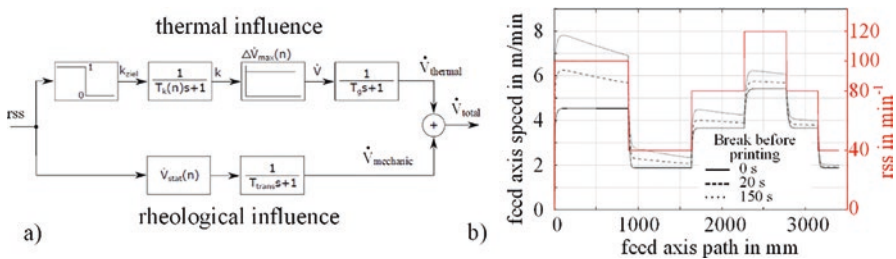 thermal influence
rss
1
0
k_ziel
1
T_k(n)s+1
k
ΔV̇_max(n)
V̇
1
T_gs+1
V̇_thermal
+
V̇_total
V̇_stat(n)
1
T_transs+1
V̇_mechanic
rheological influence
a)
feed axis speed in m/min
8
6
4
2
0
0
1000
2000
3000
feed axis path in mm
Break before
printing
0 s
20 s
150 s
120
100
80
60
40
20
0
rss in min⁻¹
b)